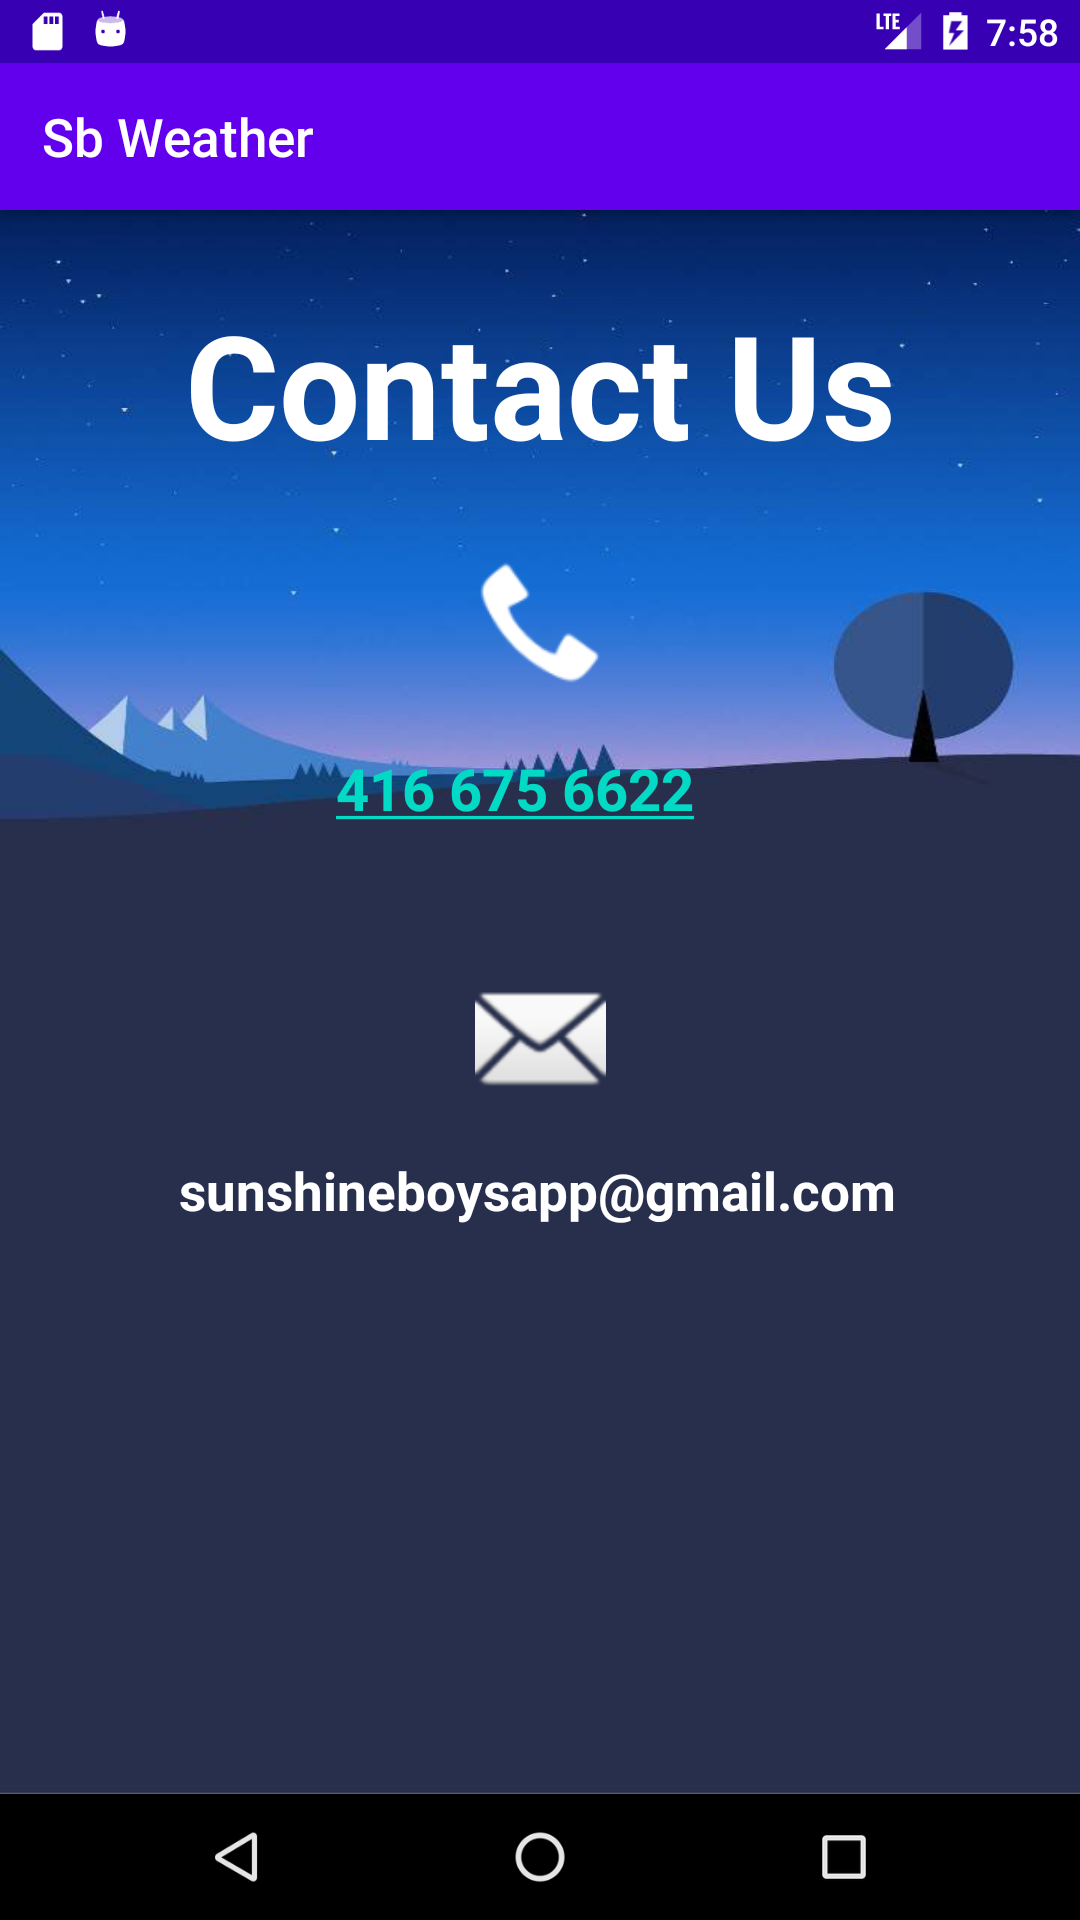 LTE 7:58
Sb Weather
Contact Us
416 675 6622
sunshineboysapp@gmail.com